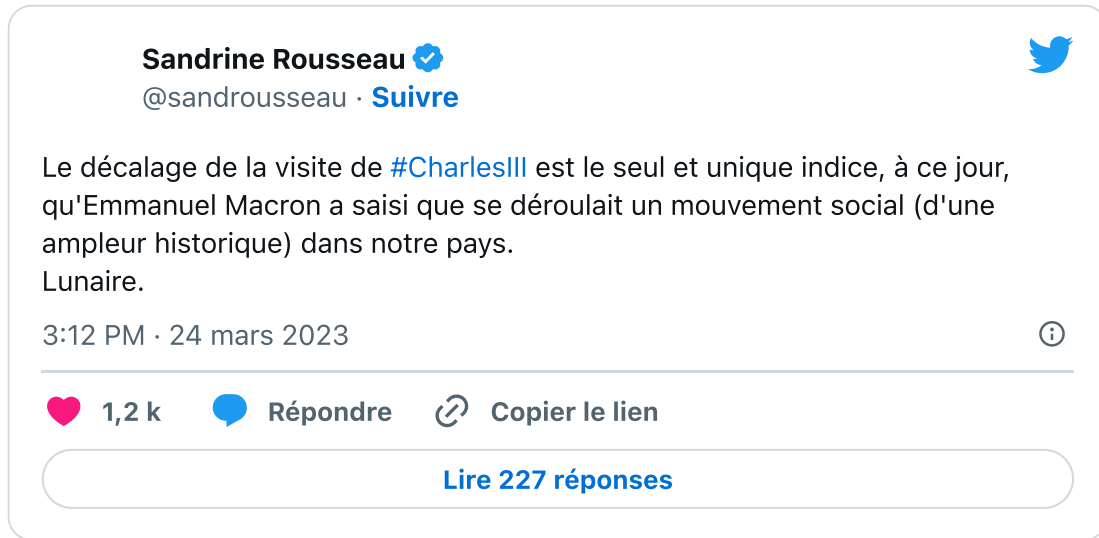 Sandrine Rousseau
@sandrousseau · Suivre
Le décalage de la visite de #CharlesIII est le seul et unique indice, à ce jour,
qu'Emmanuel Macron a saisi que se déroulait un mouvement social (d'une
ampleur historique) dans notre pays.
Lunaire.
3:12 PM · 24 mars 2023
1,2 k Répondre Copier le lien
Lire 227 réponses